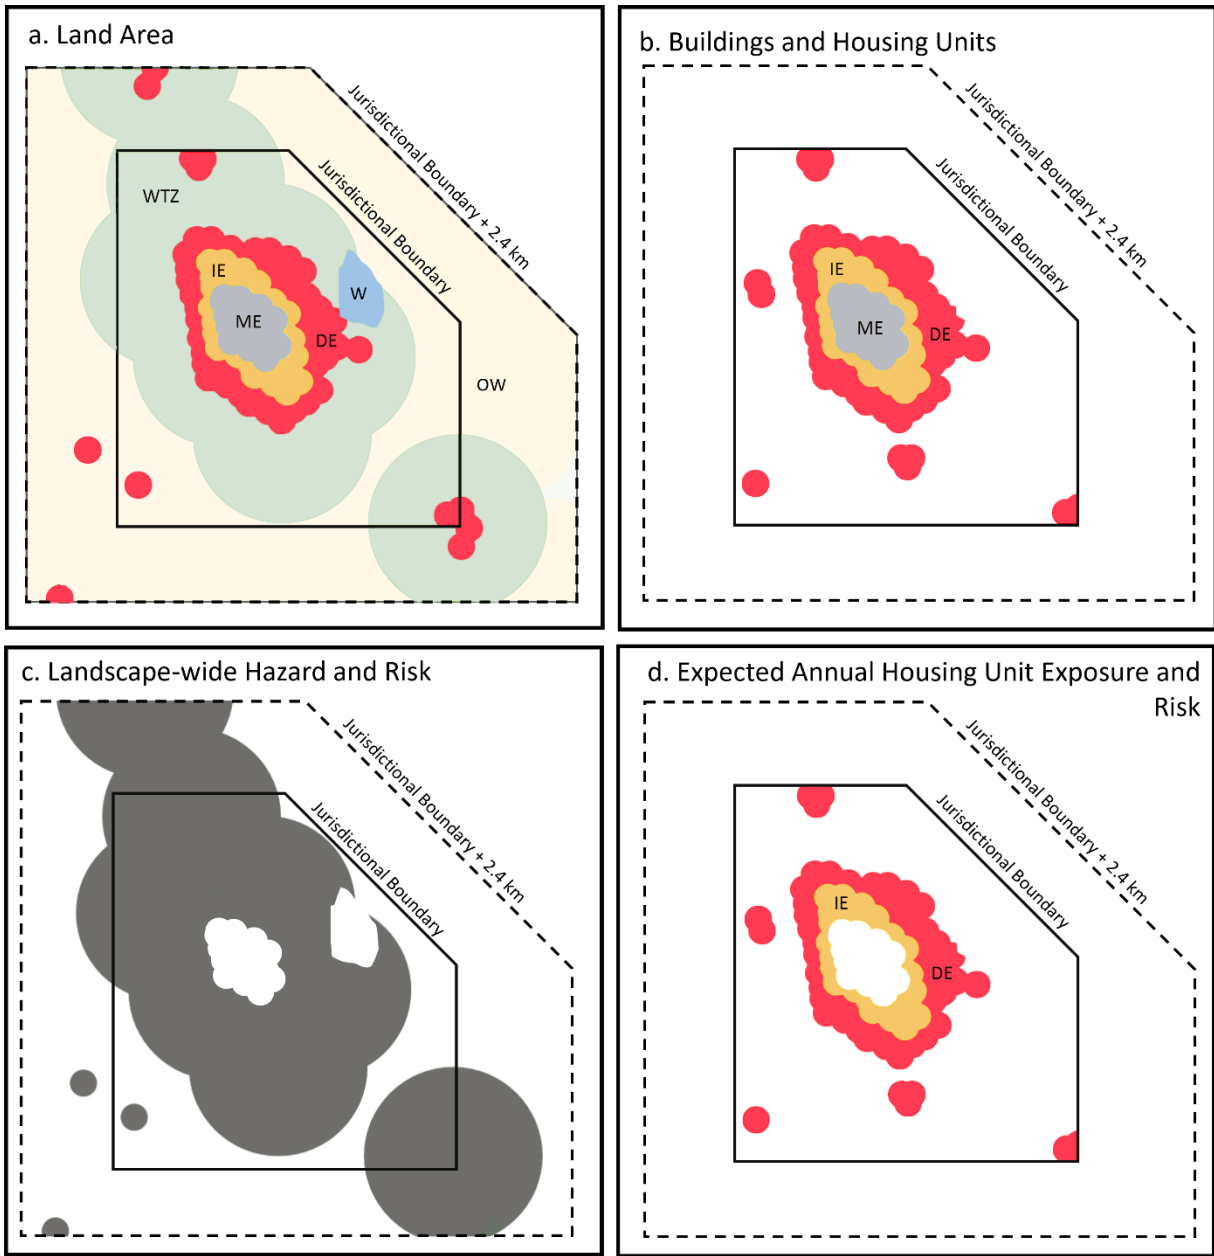 a. Land Area
Jurisdictional Boundary + 2.4 km
Jurisdictional Boundary
WTZ
IE
W
ME
DE
OW
b. Buildings and Housing Units
Jurisdictional Boundary + 2.4 km
Jurisdictional Boundary
IE
ME
DE
c. Landscape-wide Hazard and Risk
Jurisdictional Boundary + 2.4 km
Jurisdictional Boundary
d. Expected Annual Housing Unit Exposure and
Risk
Jurisdictional Boundary + 2.4 km
Jurisdictional Boundary
IE
DE